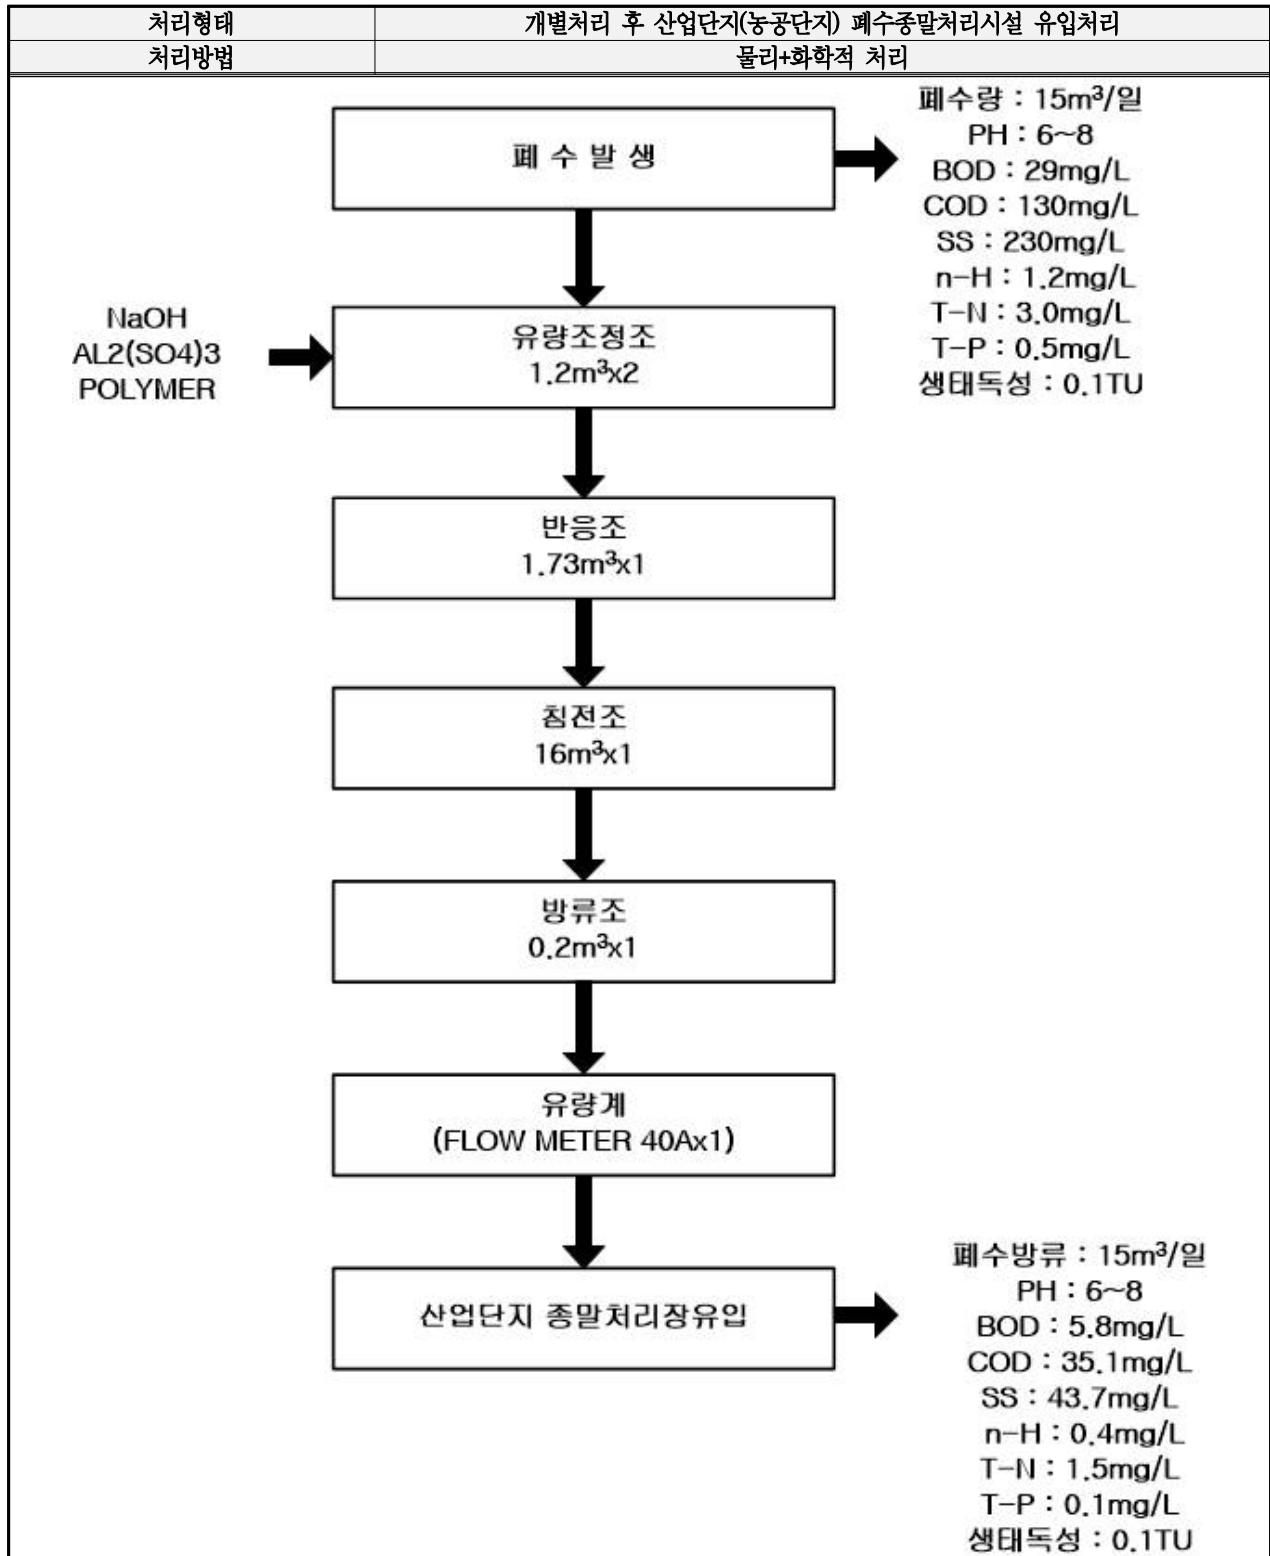 처리형태 개별처리 후 산업단지(농공단지) 폐수종말처리시설 유입처리
처리방법 물리+화학적 처리
폐 수 발 생
폐수량 : 15m³/일
PH : 6~8
BOD : 29mg/L
COD : 130mg/L
SS : 230mg/L
n-H : 1.2mg/L
T-N : 3.0mg/L
T-P : 0.5mg/L
생태독성 : 0.1TU
NaOH
AL2(SO4)3
POLYMER
유량조정조
1.2m³x2
반응조
1.73m³x1
침전조
16m³x1
방류조
0.2m³x1
유량계
(FLOW METER 40Ax1)
산업단지 종말처리장유입
폐수방류 : 15m³/일
PH : 6~8
BOD : 5.8mg/L
COD : 35.1mg/L
SS : 43.7mg/L
n-H : 0.4mg/L
T-N : 1.5mg/L
T-P : 0.1mg/L
생태독성 : 0.1TU